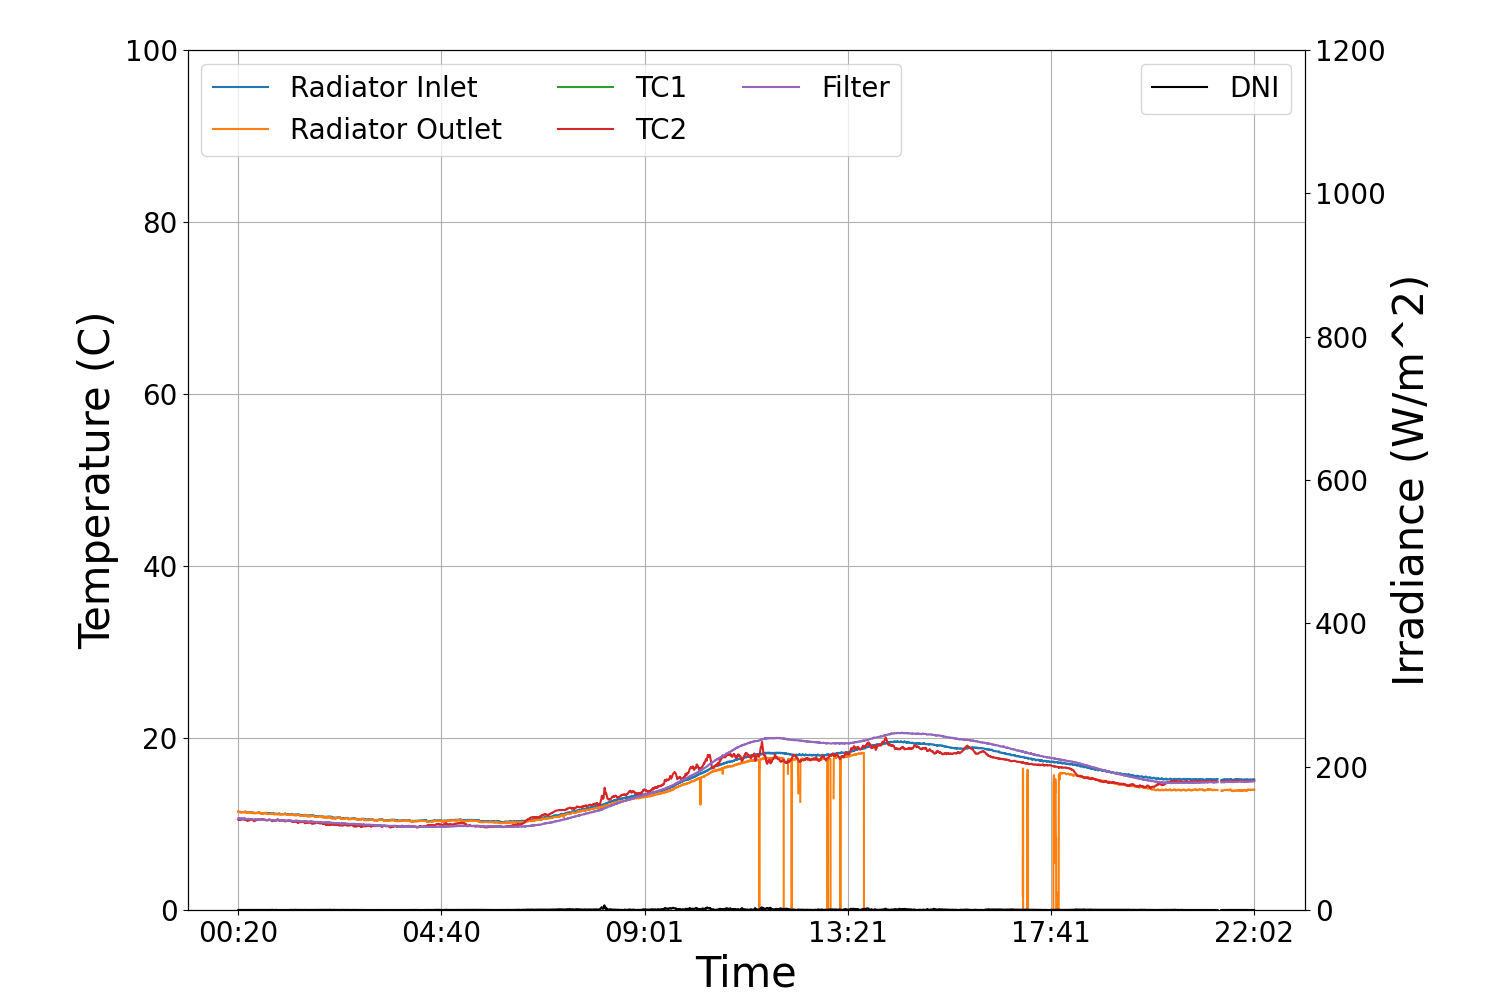 100
80
60
40
20
0
Temperature (C)
Radiator Inlet
Radiator Outlet
TC1
TC2
Filter
DNI
1200
1000
800
600
400
200
0
Irradiance (W/m^2)
00:20 04:40 09:01 13:21 17:41 22:02
Time